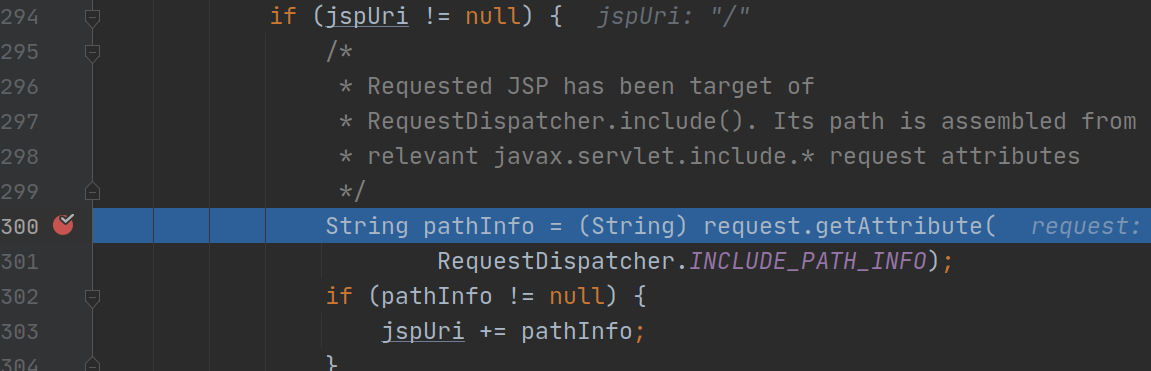 294 if (jspUri != null) { jspUri: "/"
295 /*
296 * Requested JSP has been target of
297 * RequestDispatcher.include(). Its path is assembled from
298 * relevant javax.servlet.include.* request attributes
299 */
300 String pathInfo = (String) request.getAttribute( request:
301 RequestDispatcher.INCLUDE_PATH_INFO);
302 if (pathInfo != null) {
303 jspUri += pathInfo;
304 }